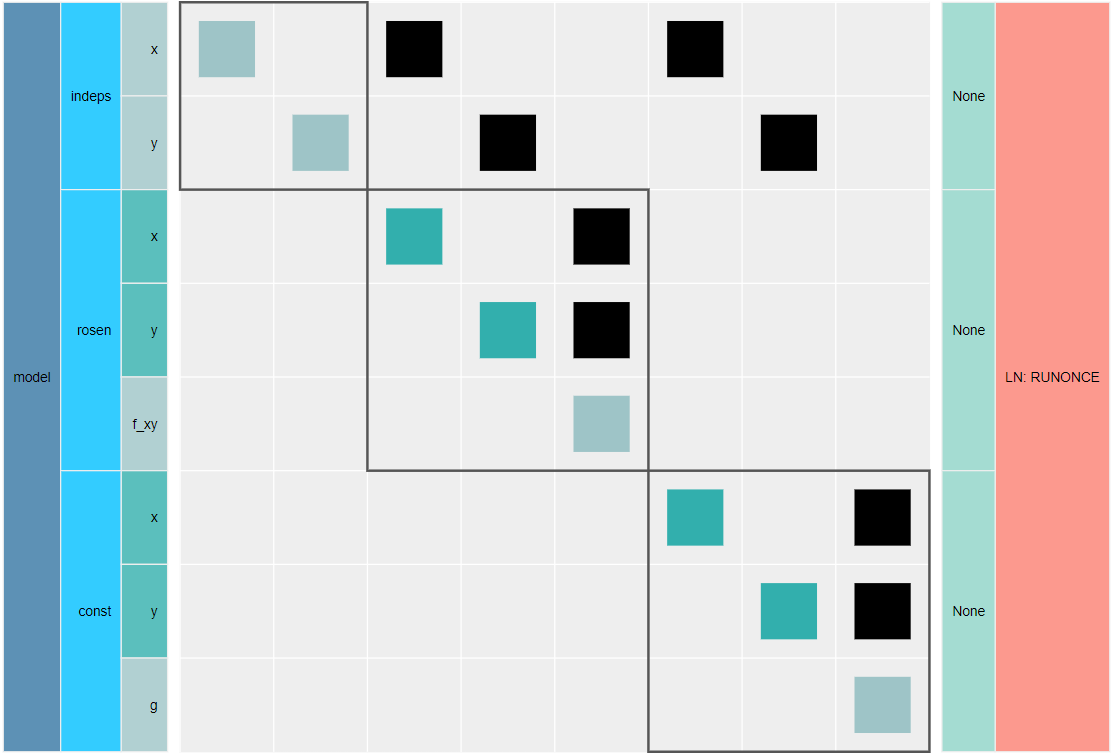 model
indeps
x
y
None
rosen
x
y
f_xy
None
LN: RUNONCE
const
x
y
g
None